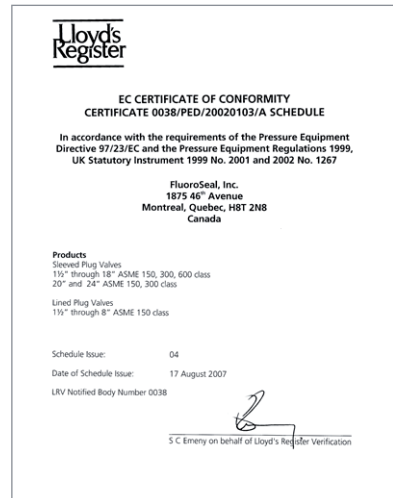 Lloyd's
Register
EC CERTIFICATE OF CONFORMITY
CERTIFICATE 0038/PED/20020103/A SCHEDULE
In accordance with the requirements of the Pressure Equipment
Directive 97/23/EC and the Pressure Equipment Regulations 1999,
UK Statutory Instrument 1999 No. 2001 and 2002 No. 1267
FluoroSeal, Inc.
1875 46th Avenue
Montreal, Quebec, H8T 2N8
Canada
Products
Sleeved Plug Valves
1½" through 18" ASME 150, 300, 600 class
20" and 24" ASME 150, 300 class
Lined Plug Valves
1½" through 8" ASME 150 class
Schedule Issue: 04
Date of Schedule Issue: 17 August 2007
LRV Notified Body Number 0038
S C Emeny on behalf of Lloyd's Register Verification